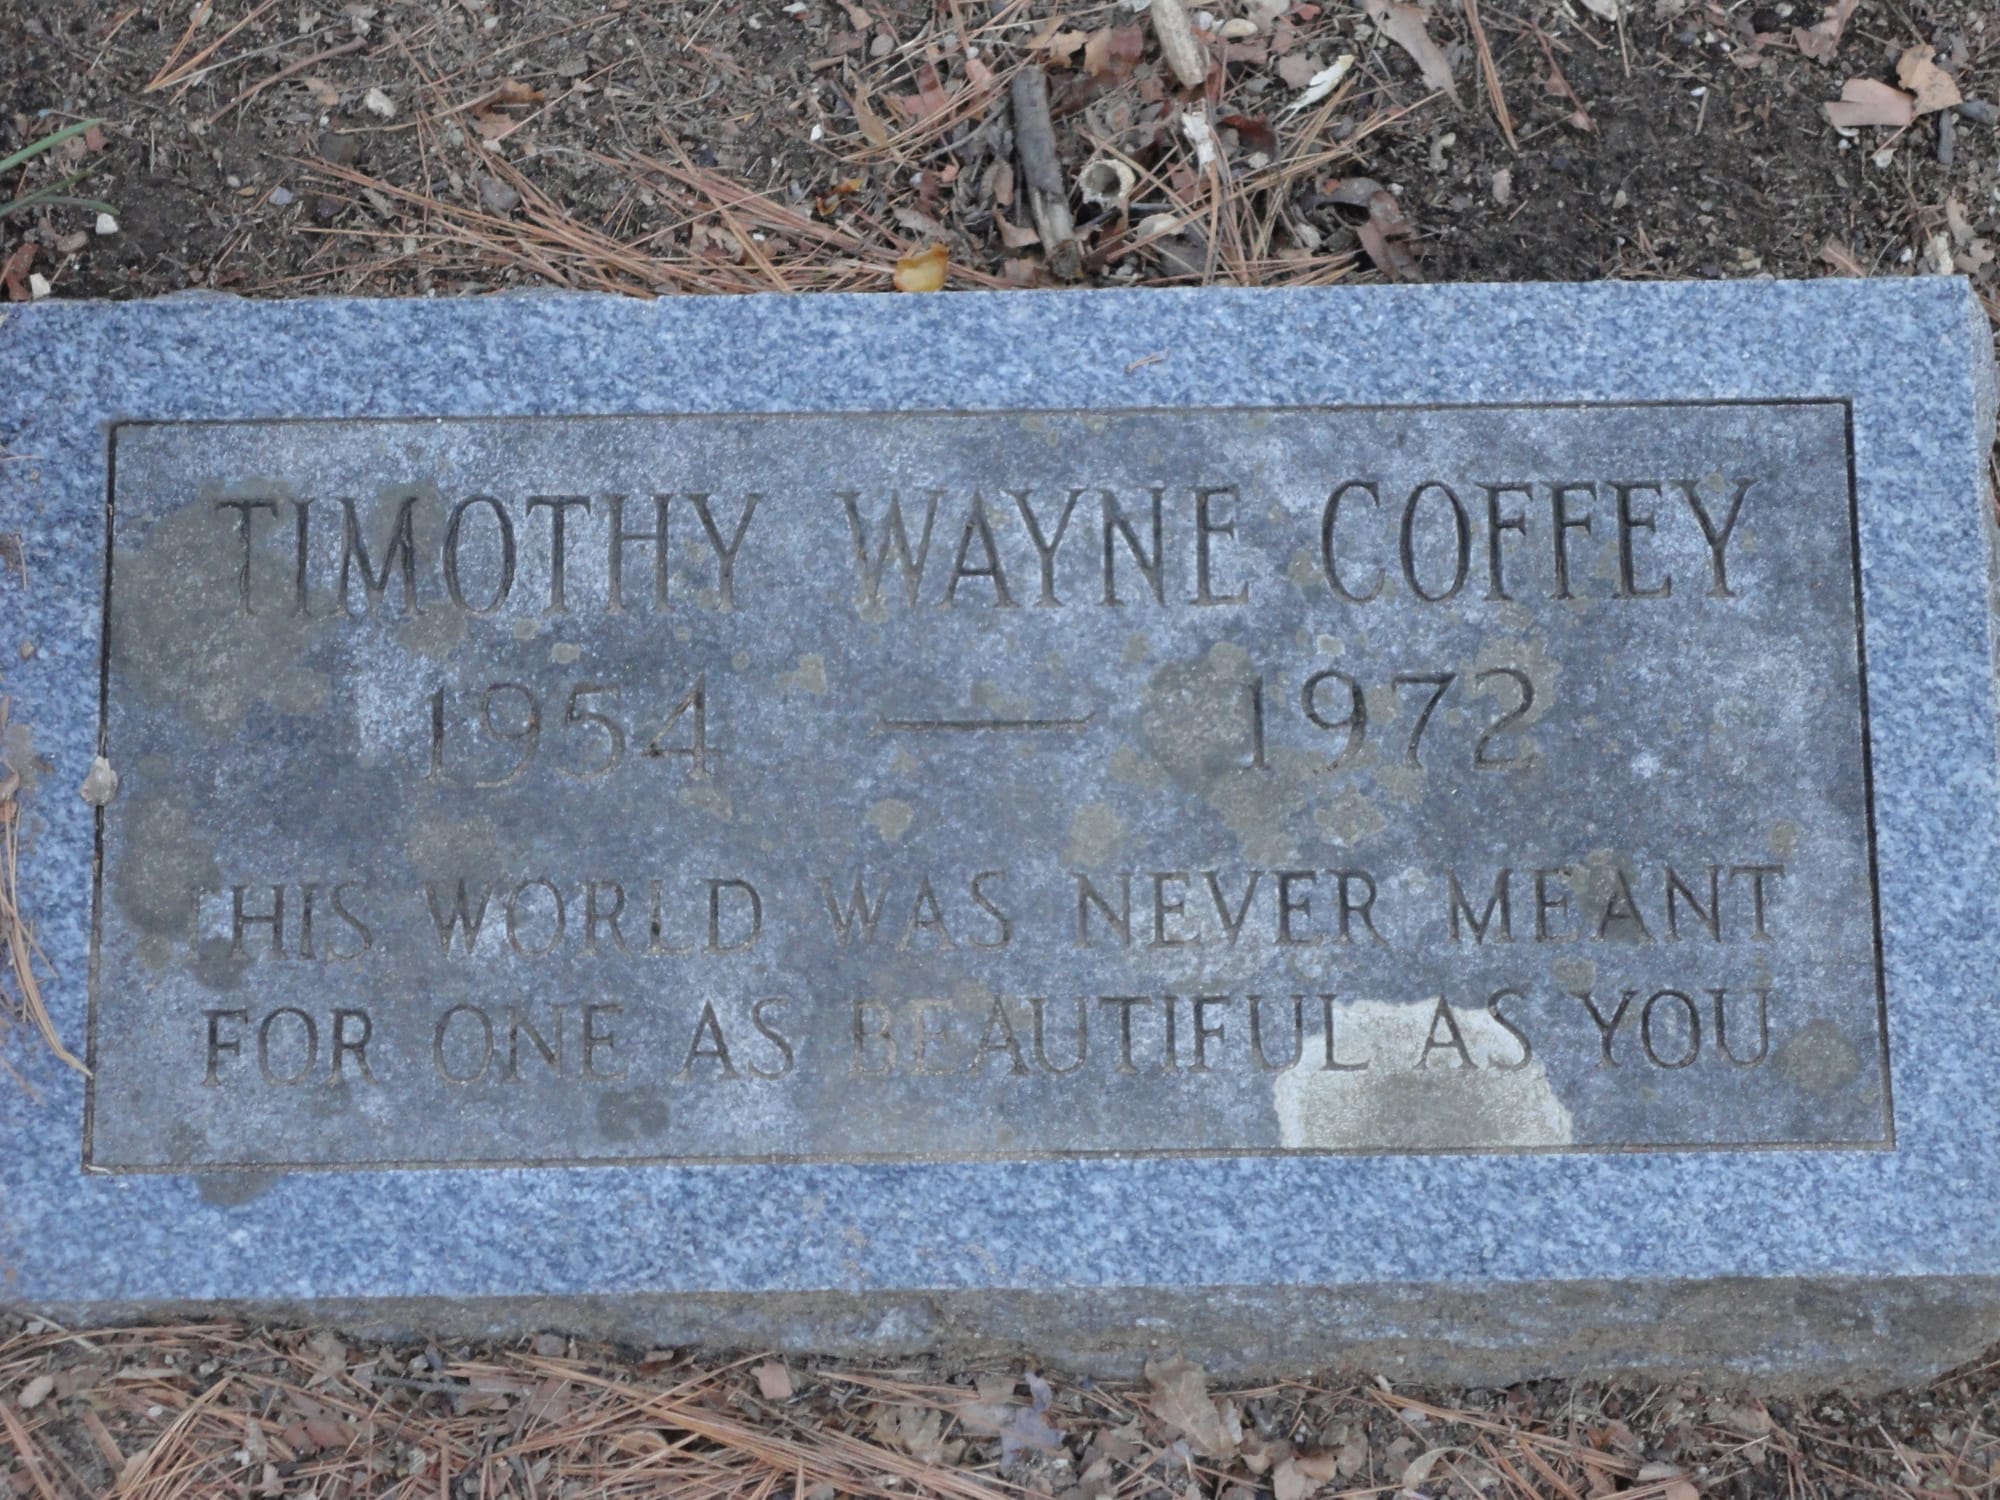 TIMOTHY WAYNE COFFEY
1954 — 1972
THIS WORLD WAS NEVER MEANT
FOR ONE AS BEAUTIFUL AS YOU